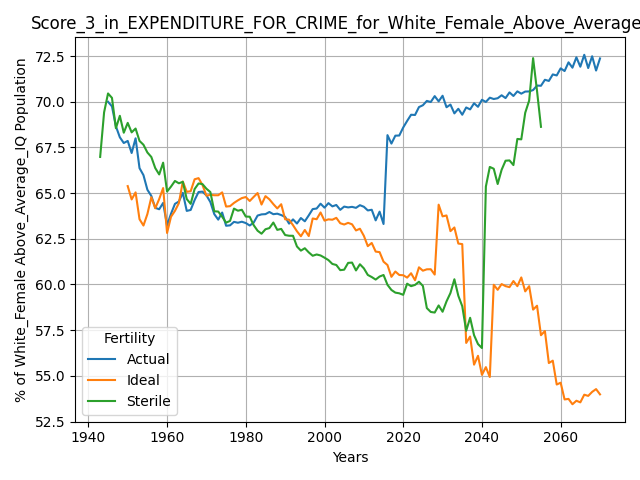 Score_3_in_EXPENDITURE_FOR_CRIME_for_White_Female_Above_Average
% of White_Female Above_Average_IQ Population
72.5
70.0
67.5
65.0
62.5
60.0
57.5
55.0
52.5
Fertility
Actual
Ideal
Sterile
1940 1960 1980 2000 2020 2040 2060
Years